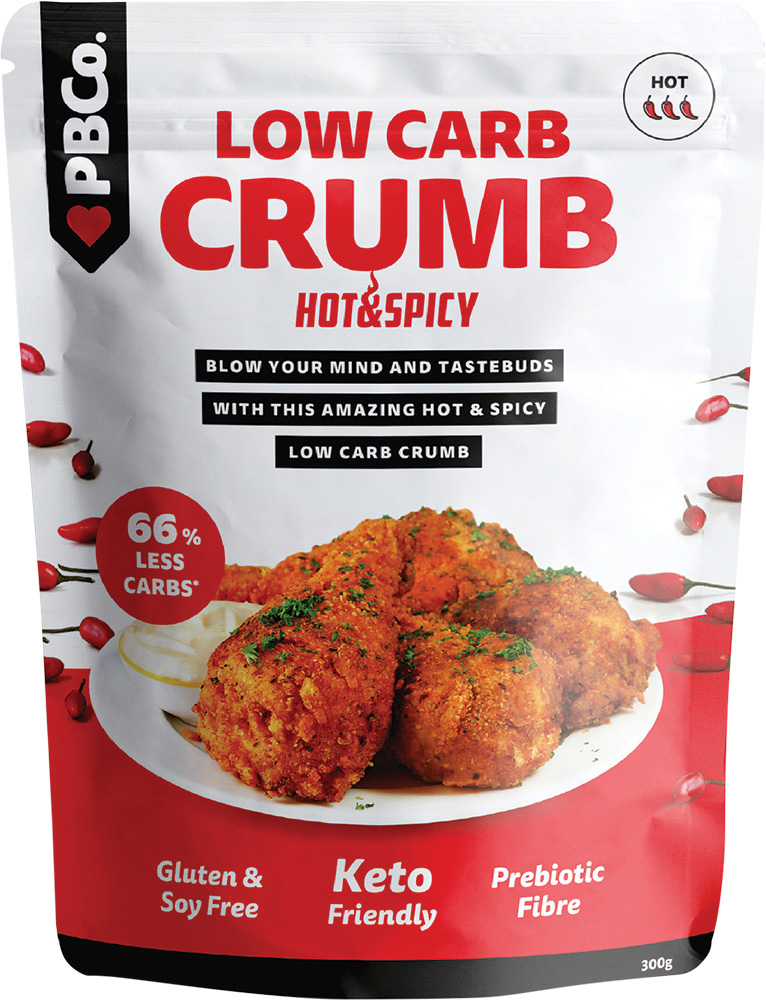 PBCo.
HOT
LOW CARB
CRUMB
HOT&SPICY
BLOW YOUR MIND AND TASTEBUDS
WITH THIS AMAZING HOT & SPICY
LOW CARB CRUMB
66%
LESS
CARBS*
Gluten &
Soy Free
Keto
Friendly
Prebiotic
Fibre
300g